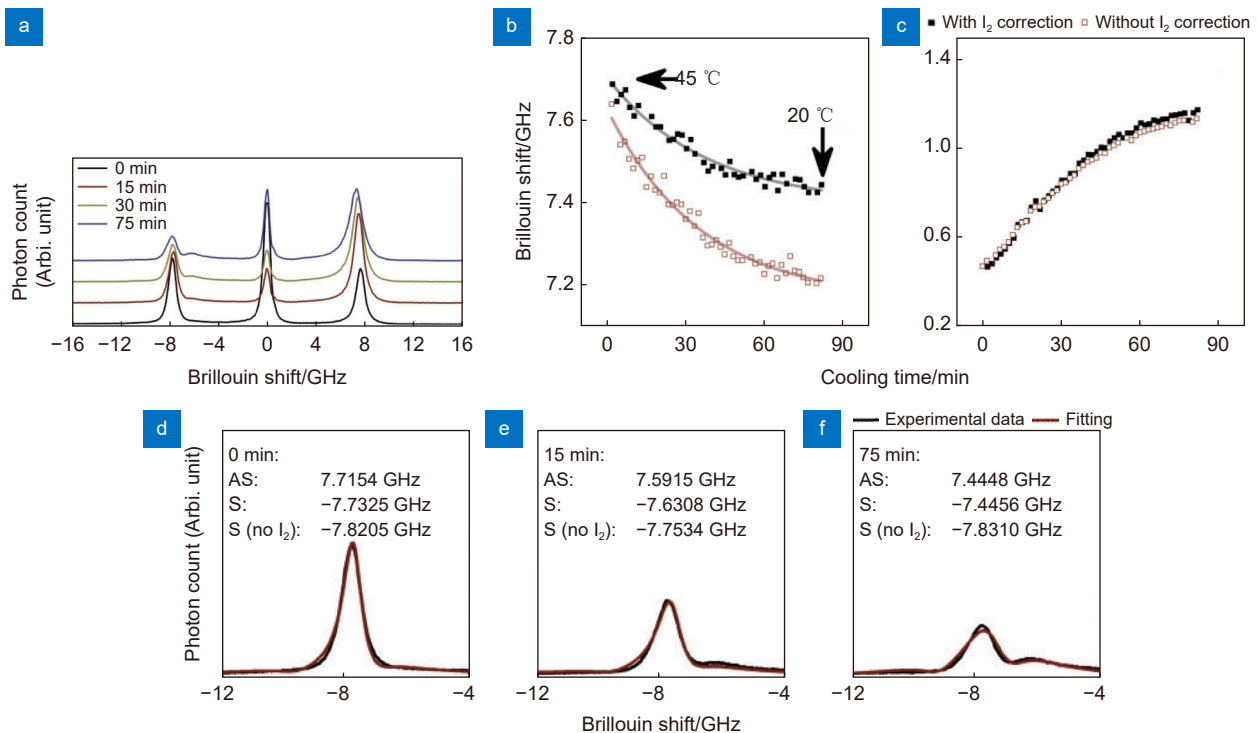 a
0 min
15 min
30 min
75 min
Photon count
(Arbi. unit)
−16 −12 −8 −4 0 4 8 12 16
Brillouin shift/GHz
b
7.8
7.6
7.4
7.2
Brillouin shift/GHz
45 ℃
20 ℃
0 30 60 90
c
With I₂ correction Without I₂ correction
1.4
1.0
0.6
0.2
0 30 60 90
Cooling time/min
d
Photon count (Arbi. unit)
0 min:
AS: 7.7154 GHz
S: −7.7325 GHz
S (no I₂): −7.8205 GHz
−12 −8 −4
e
15 min:
AS: 7.5915 GHz
S: −7.6308 GHz
S (no I₂): −7.7534 GHz
−12 −8 −4
f
Experimental data Fitting
75 min:
AS: 7.4448 GHz
S: −7.4456 GHz
S (no I₂): −7.8310 GHz
−12 −8 −4
Brillouin shift/GHz